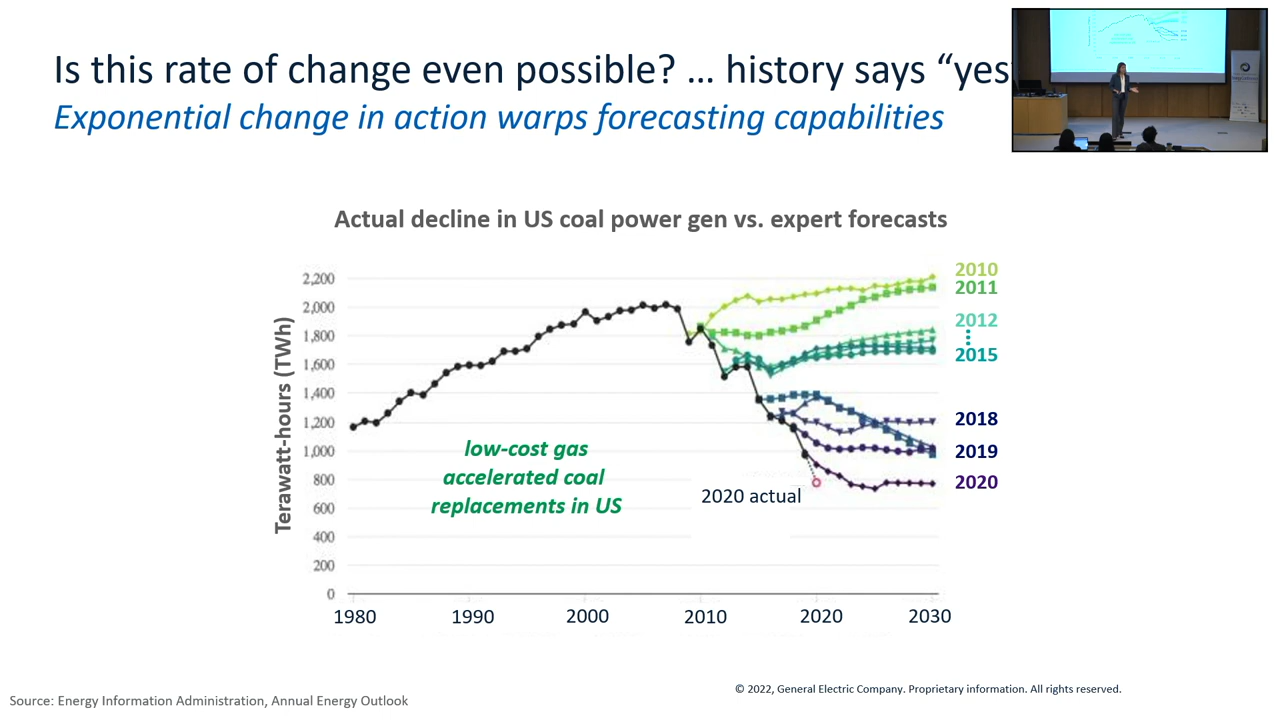 Is this rate of change even possible? ... history says “yes
Exponential change in action warps forecasting capabilities
Actual decline in US coal power gen vs. expert forecasts
Terawatt-hours (TWh)
2,200
2,000
1,800
1,600
1,400
1,200
1,000
800
600
400
200
0
1980
1990
2000
2010
2020
2030
2010
2011
2012
2015
2018
2019
2020
low-cost gas
accelerated coal
replacements in US
2020 actual
Source: Energy Information Administration, Annual Energy Outlook
© 2022, General Electric Company. Proprietary information. All rights reserved.